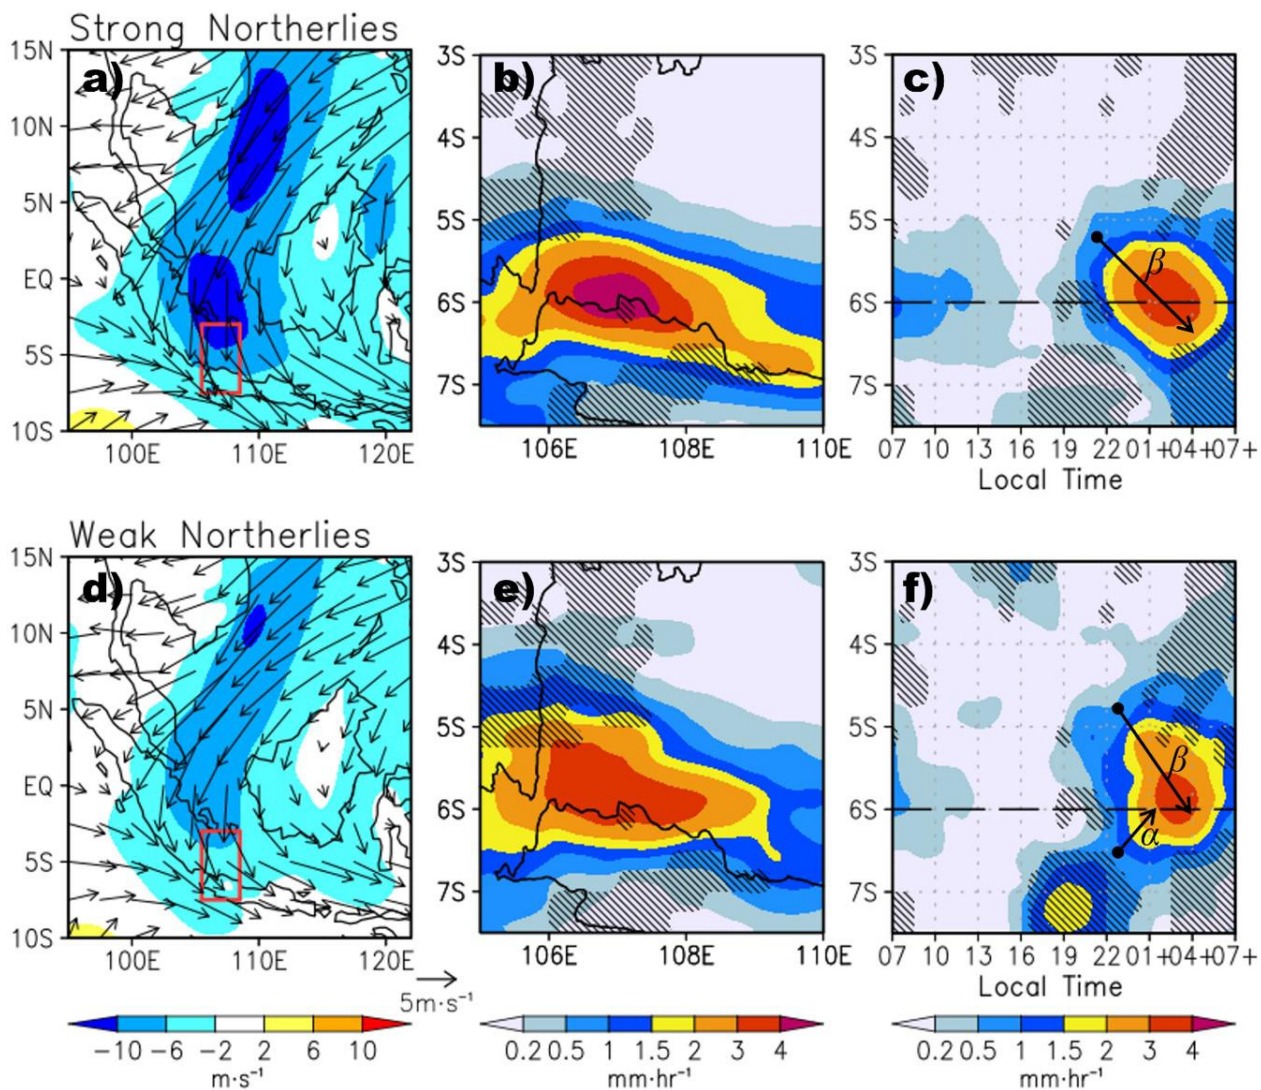 Strong Northerlies
a)
15N
10N
5N
EQ
5S
10S
100E 110E 120E
b)
3S
4S
5S
6S
7S
106E 108E 110E
c)
3S
4S
5S
6S
7S
β
07 10 13 16 19 22 01+04+07+
Local Time
Weak Northerlies
d)
15N
10N
5N
EQ
5S
10S
100E 110E 120E
5m·s⁻¹
e)
3S
4S
5S
6S
7S
106E 108E 110E
f)
3S
4S
5S
6S
7S
β
α
07 10 13 16 19 22 01+04+07+
Local Time
−10 −6 −2 2 6 10
m·s⁻¹
0.2 0.5 1 1.5 2 3 4
mm·hr⁻¹
0.2 0.5 1 1.5 2 3 4
mm·hr⁻¹